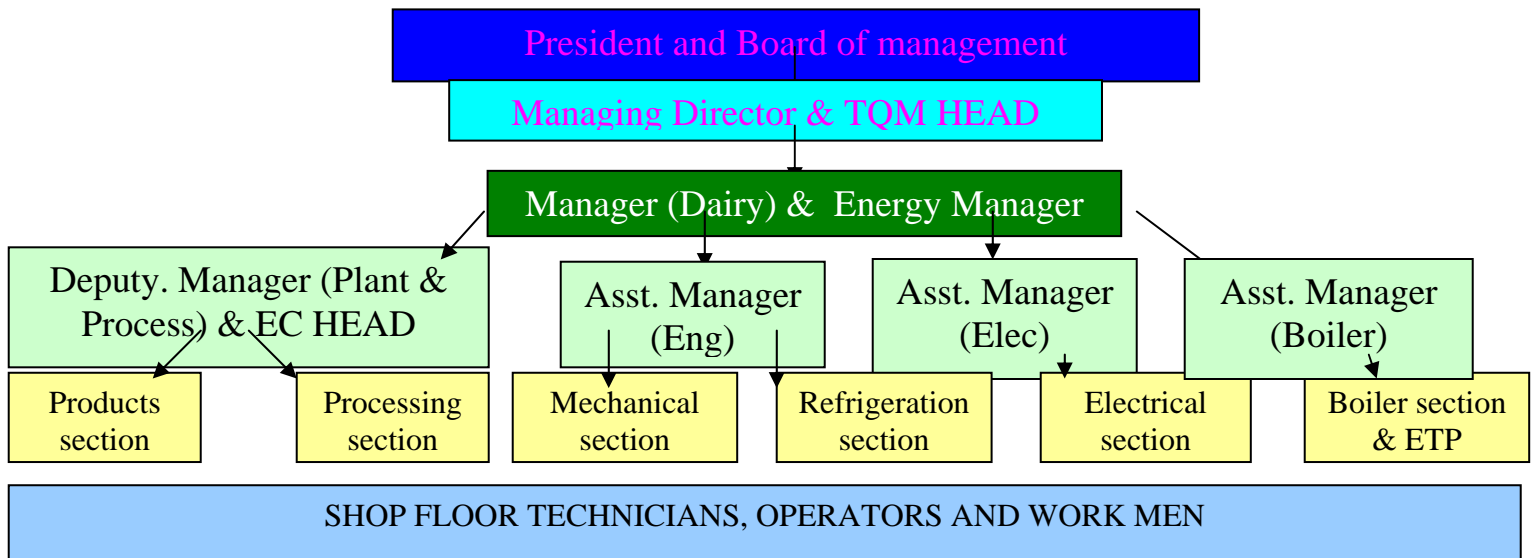 President and Board of management
Managing Director & TQM HEAD
Manager (Dairy) & Energy Manager
Deputy. Manager (Plant &
Process) & EC HEAD
Asst. Manager
(Eng)
Asst. Manager
(Elec)
Asst. Manager
(Boiler)
Products
section
Processing
section
Mechanical
section
Refrigeration
section
Electrical
section
Boiler section
& ETP
SHOP FLOOR TECHNICIANS, OPERATORS AND WORK MEN